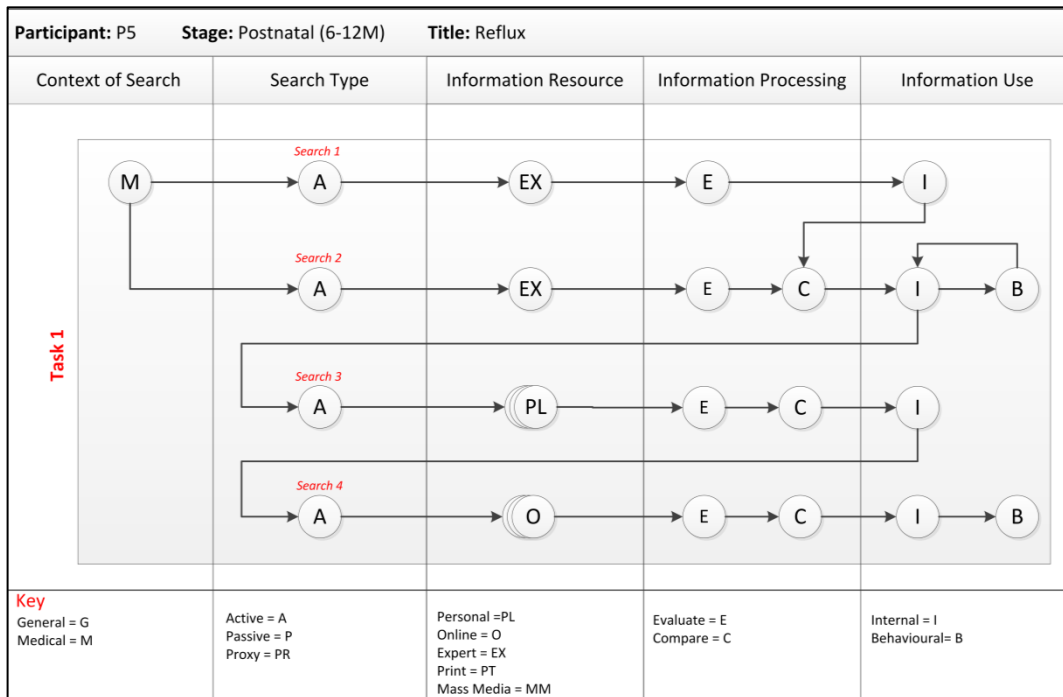 Participant: P5 Stage: Postnatal (6-12M) Title: Reflux
Context of Search Search Type Information Resource Information Processing Information Use
Task 1
Search 1
M A EX E I
Search 2
A EX E C I B
Search 3
A PL E C I
Search 4
A O E C I B
Key
General = G
Medical = M
Active = A
Passive = P
Proxy = PR
Personal =PL
Online = O
Expert = EX
Print = PT
Mass Media = MM
Evaluate = E
Compare = C
Internal = I
Behavioural= B